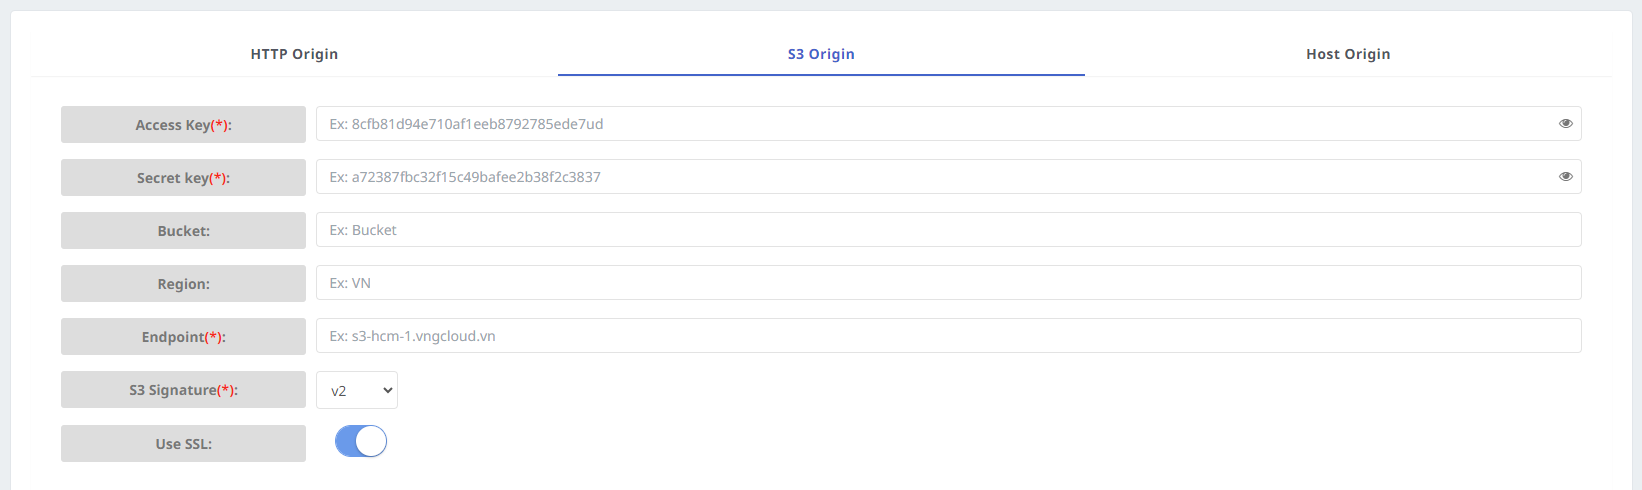 HTTP Origin S3 Origin Host Origin
Access Key(*): Ex: 8cfb81d94e710af1eeb8792785ede7ud
Secret key(*): Ex: a72387fbc32f15c49bafee2b38f2c3837
Bucket: Ex: Bucket
Region: Ex: VN
Endpoint(*): Ex: s3-hcm-1.vngcloud.vn
S3 Signature(*): v2
Use SSL: